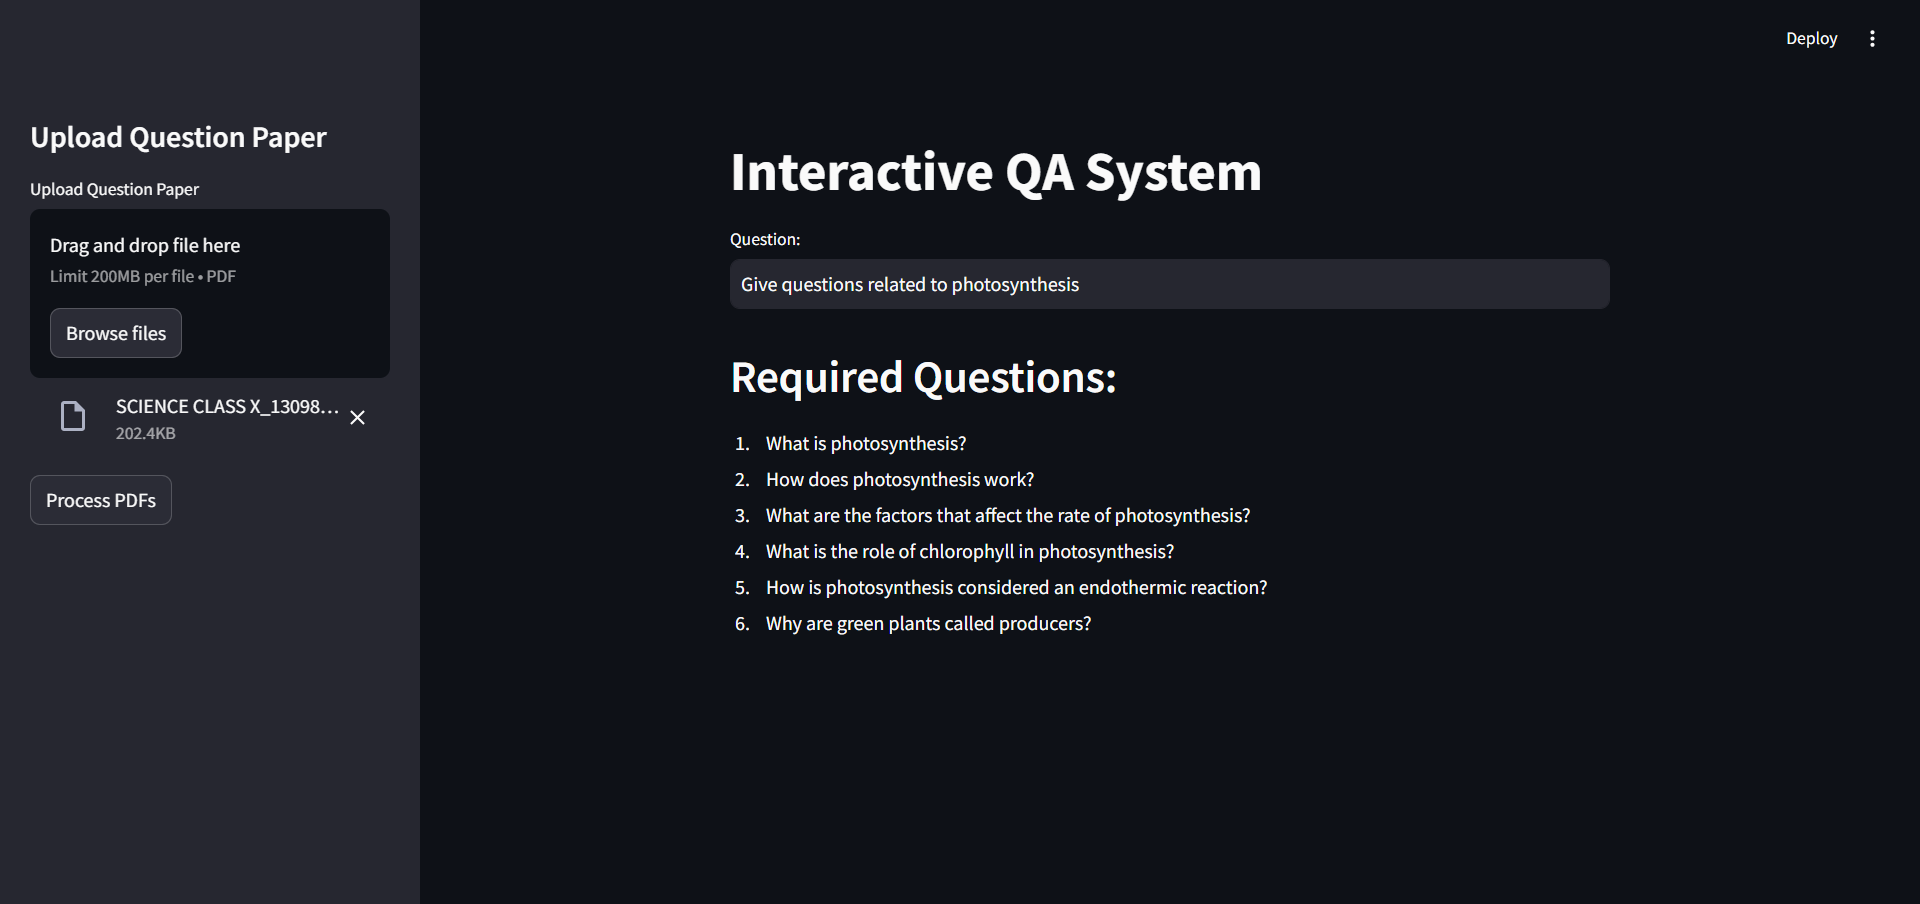 Deploy
Upload Question Paper
Upload Question Paper
Drag and drop file here
Limit 200MB per file • PDF
Browse files
SCIENCE CLASS X_13098...
202.4KB
Process PDFs
Interactive QA System
Question:
Give questions related to photosynthesis
Required Questions:
1. What is photosynthesis?
2. How does photosynthesis work?
3. What are the factors that affect the rate of photosynthesis?
4. What is the role of chlorophyll in photosynthesis?
5. How is photosynthesis considered an endothermic reaction?
6. Why are green plants called producers?